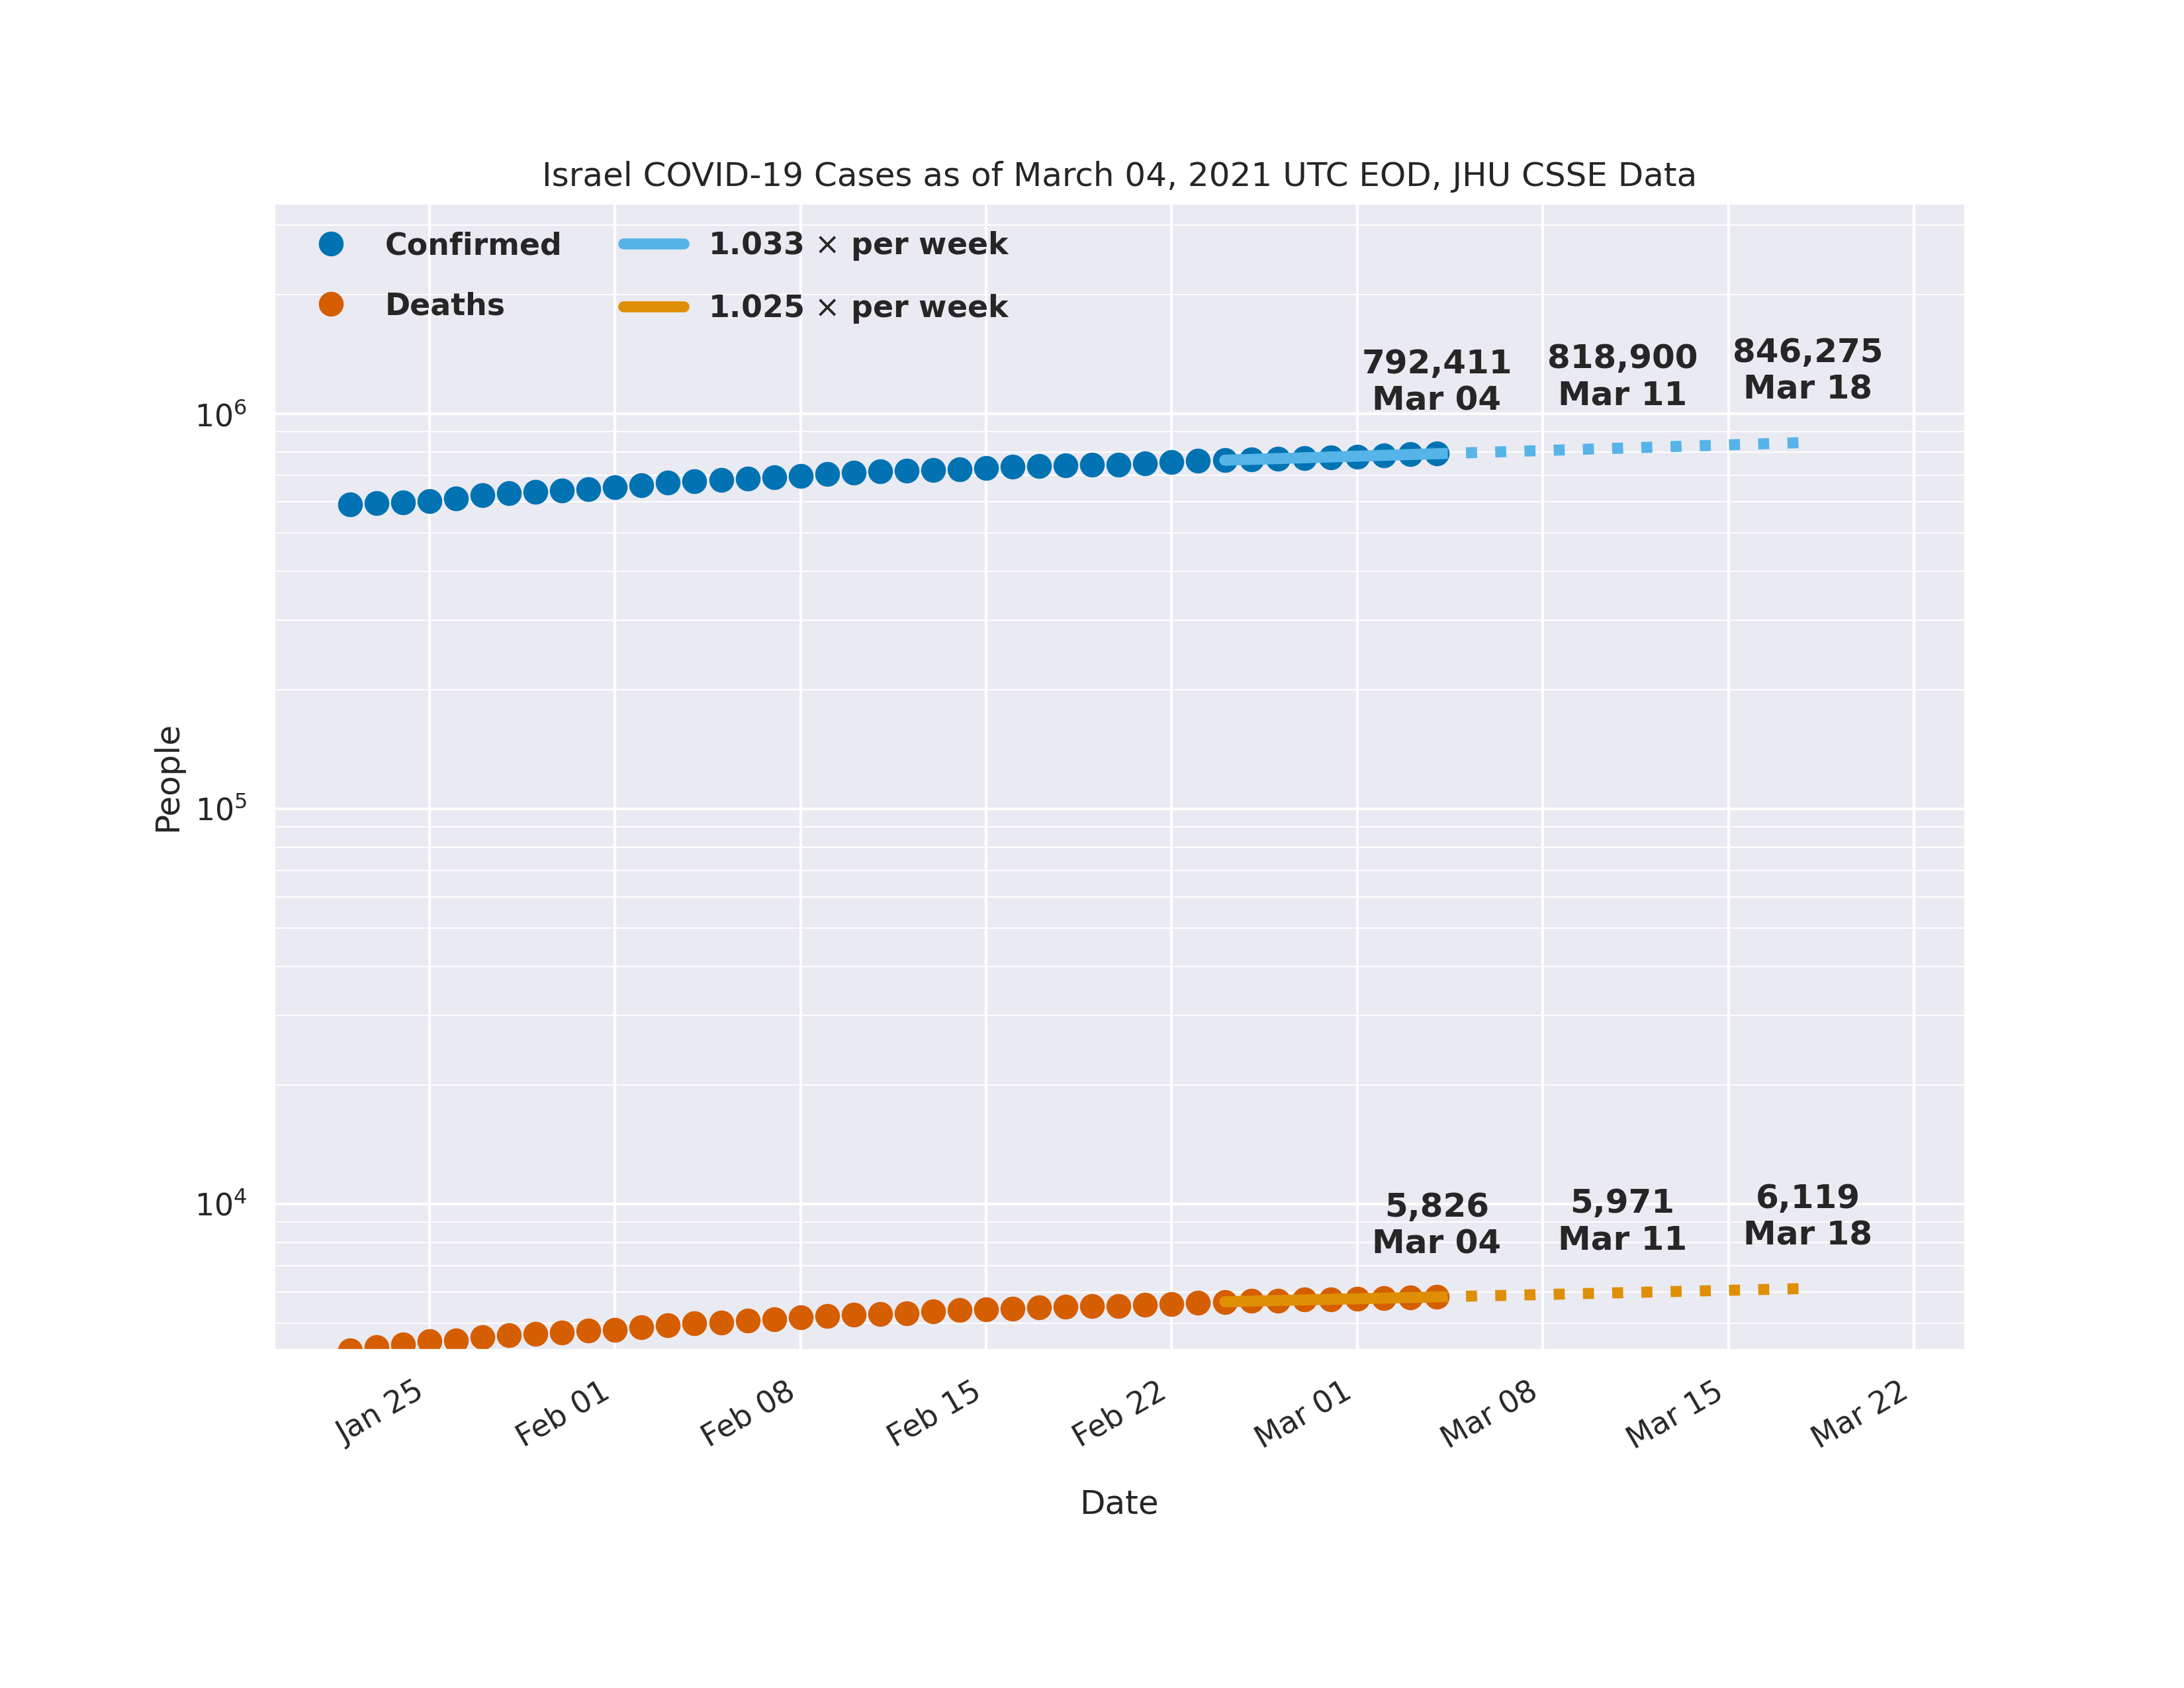 Israel COVID-19 Cases as of March 04, 2021 UTC EOD, JHU CSSE Data
Confirmed
Deaths
1.033 × per week
1.025 × per week
792,411
Mar 04
818,900
Mar 11
846,275
Mar 18
10⁶
10⁵
10⁴
People
5,826
Mar 04
5,971
Mar 11
6,119
Mar 18
Jan 25
Feb 01
Feb 08
Feb 15
Feb 22
Mar 01
Mar 08
Mar 15
Mar 22
Date